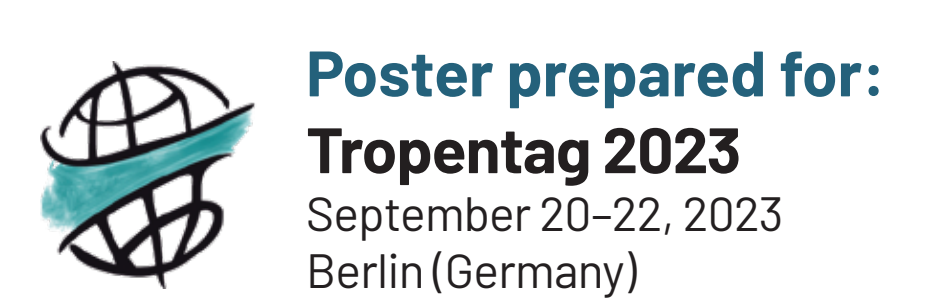 Poster prepared for:
Tropentag 2023
September 20–22, 2023
Berlin (Germany)